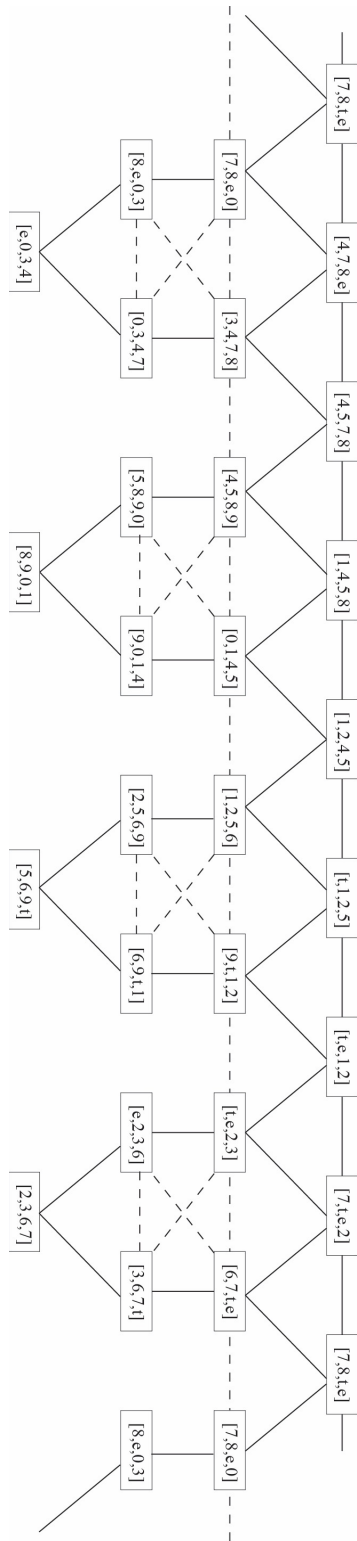 [7,8,t,e] [4,7,8,e] [4,5,7,8] [1,4,5,8] [1,2,4,5] [t,1,2,5] [t,e,1,2] [7,t,e,2] [7,8,t,e]
[7,8,e,0] [3,4,7,8] [4,5,8,9] [0,1,4,5] [1,2,5,6] [9,t,1,2] [t,e,2,3] [6,7,t,e] [7,8,e,0]
[8,e,0,3] [0,3,4,7] [5,8,9,0] [9,0,1,4] [2,5,6,9] [6,9,t,1] [e,2,3,6] [3,6,7,t] [8,e,0,3]
[e,0,3,4] [8,9,0,1] [5,6,9,t] [2,3,6,7]